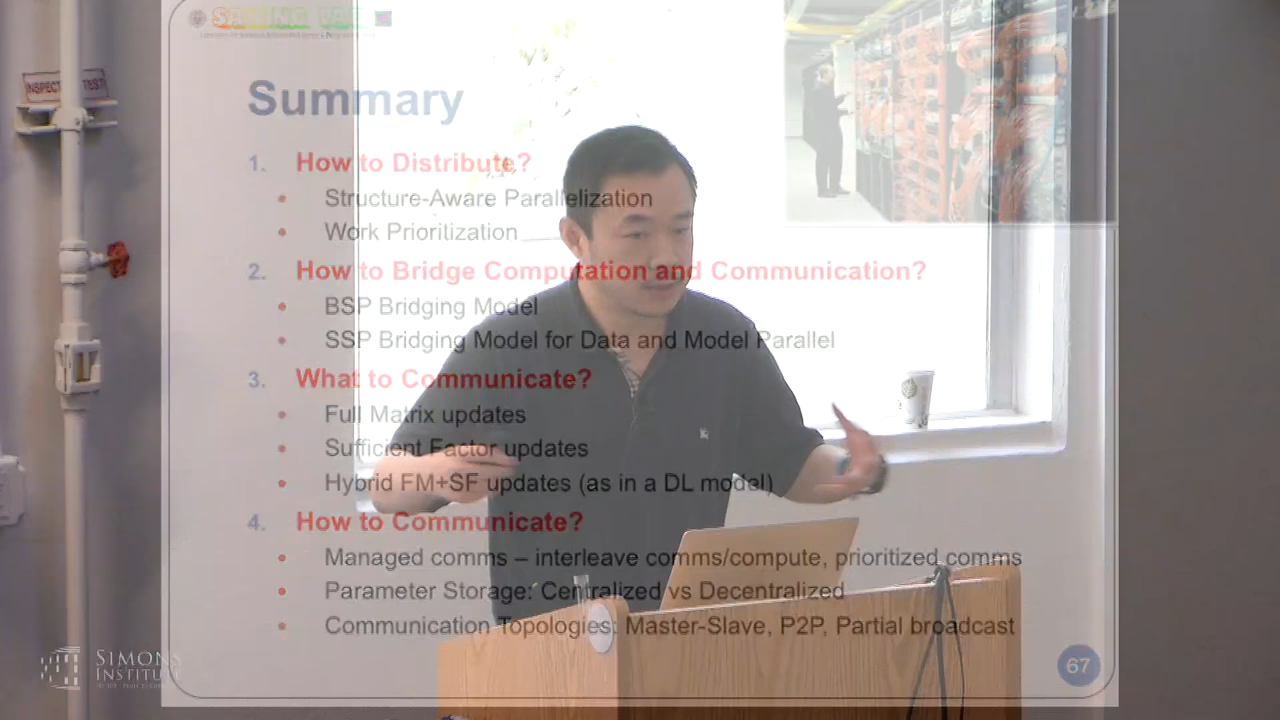 SAILING LAB
INSPECT TEST
Summary
1. How to Distribute?
• Structure-Aware Parallelization
• Work Prioritization
2. How to Bridge Computation and Communication?
• BSP Bridging Model
• SSP Bridging Model for Data and Model Parallel
3. What to Communicate?
• Full Matrix updates
• Sufficient Factor updates
• Hybrid FM+SF updates (as in a DL model)
4. How to Communicate?
• Managed comms – interleave comms/compute, prioritized comms
• Parameter Storage: Centralized vs Decentralized
• Communication Topologies: Master-Slave, P2P, Partial broadcast
SIMONS
INSTITUTE
67